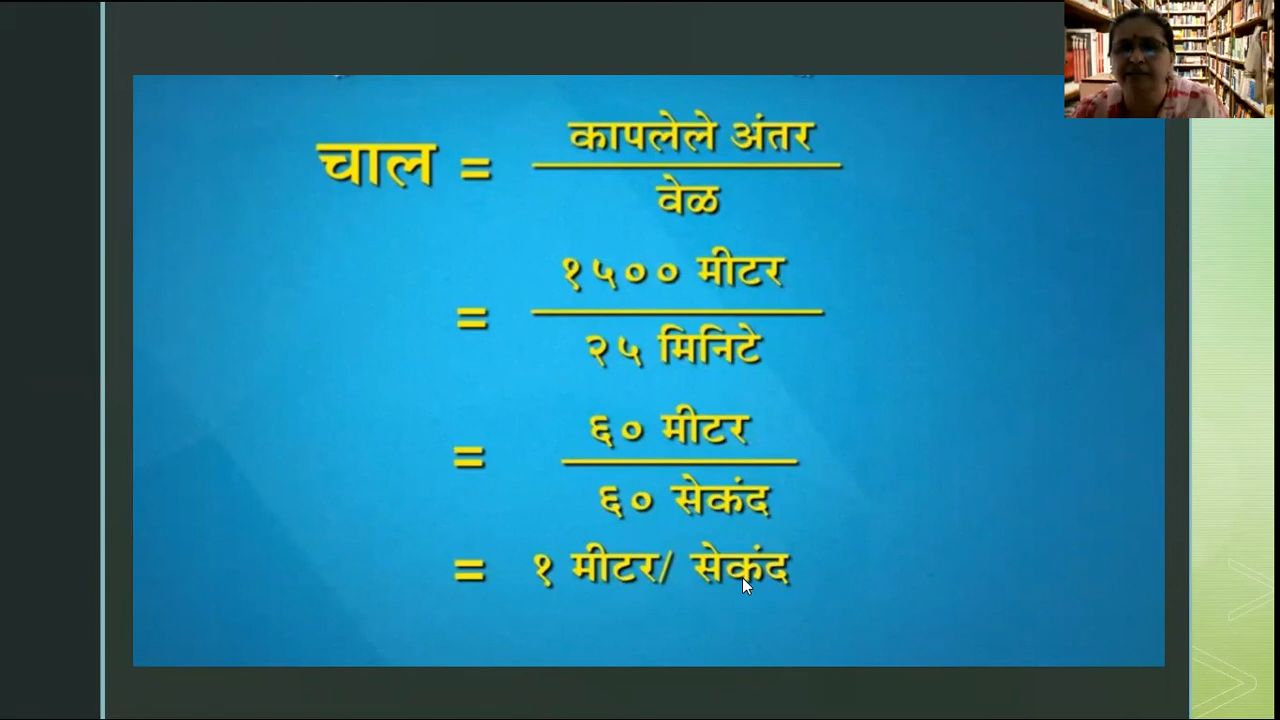 चाल = कापलेले अंतर
वेळ
= १५०० मीटर
२५ मिनिटे
= ६० मीटर
६० सेकंद
= १ मीटर/ सेकंद